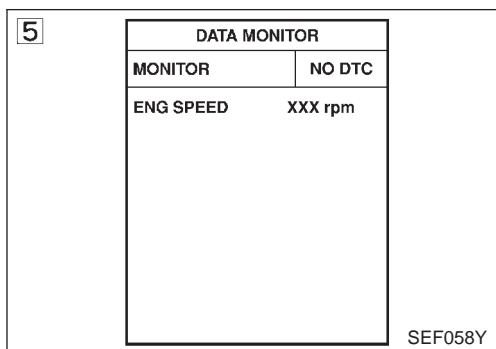 5
DATA MONITOR
MONITOR NO DTC
ENG SPEED XXX rpm
SEF058Y